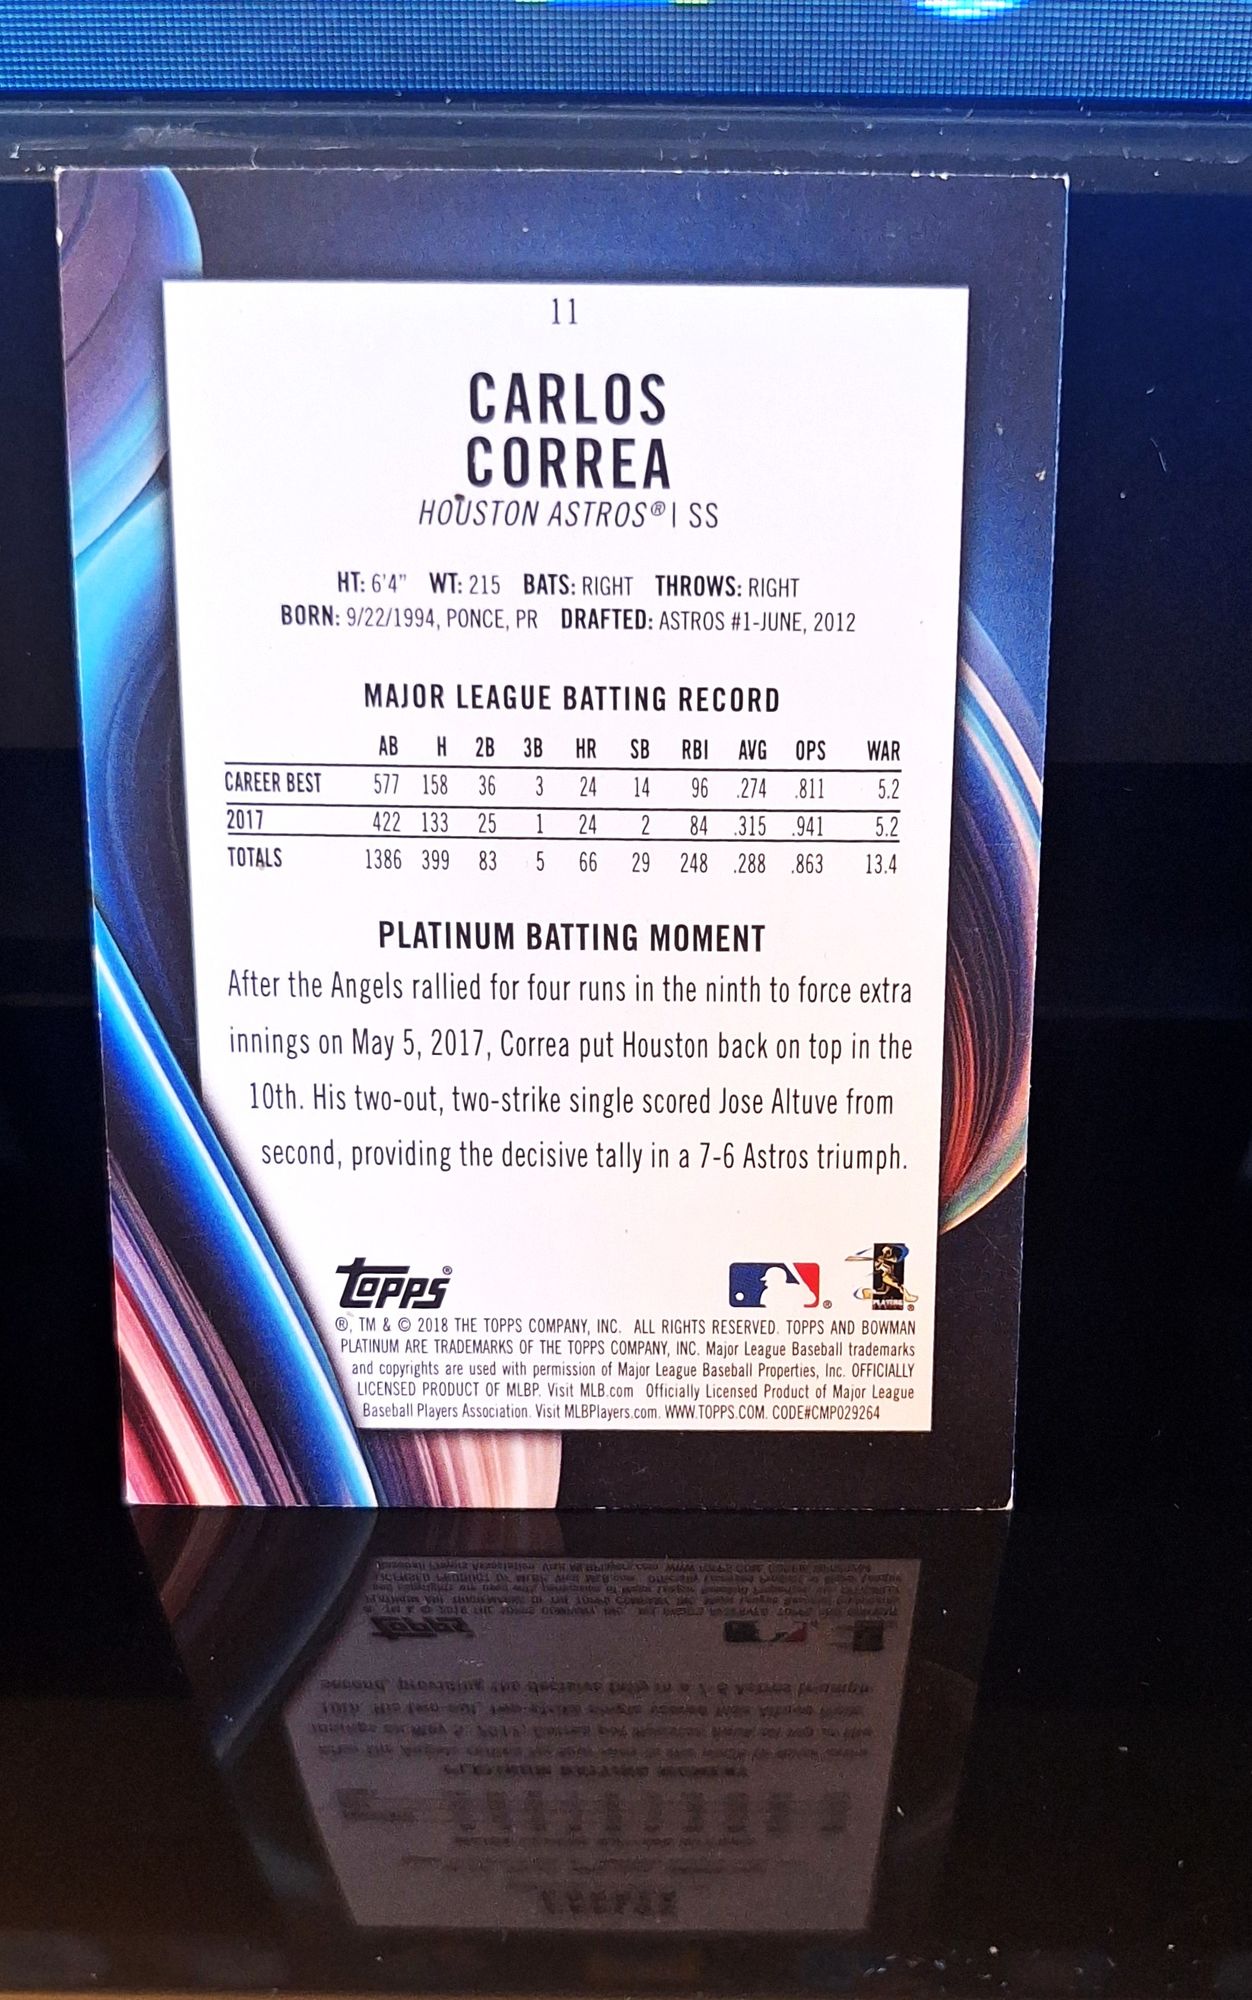 11
CARLOS
CORREA
HOUSTON ASTROS® | SS
HT: 6'4" WT: 215 BATS: RIGHT THROWS: RIGHT
BORN: 9/22/1994, PONCE, PR DRAFTED: ASTROS #1-JUNE, 2012
MAJOR LEAGUE BATTING RECORD
AB H 2B 3B HR SB RBI AVG OPS WAR
CAREER BEST 577 158 36 3 24 14 96 .274 .811 5.2
2017 422 133 25 1 24 2 84 .315 .941 5.2
TOTALS 1386 399 83 5 66 29 248 .288 .863 13.4
PLATINUM BATTING MOMENT
After the Angels rallied for four runs in the ninth to force extra
innings on May 5, 2017, Correa put Houston back on top in the
10th. His two-out, two-strike single scored Jose Altuve from
second, providing the decisive tally in a 7-6 Astros triumph.
topps®
PLAYERS
®, TM & © 2018 THE TOPPS COMPANY, INC. ALL RIGHTS RESERVED. TOPPS AND BOWMAN
PLATINUM ARE TRADEMARKS OF THE TOPPS COMPANY, INC. Major League Baseball trademarks
and copyrights are used with permission of Major League Baseball Properties, Inc. OFFICIALLY
LICENSED PRODUCT OF MLBP. Visit MLB.com Officially Licensed Product of Major League
Baseball Players Association. Visit MLBPlayers.com. WWW.TOPPS.COM. CODE#CMP029264